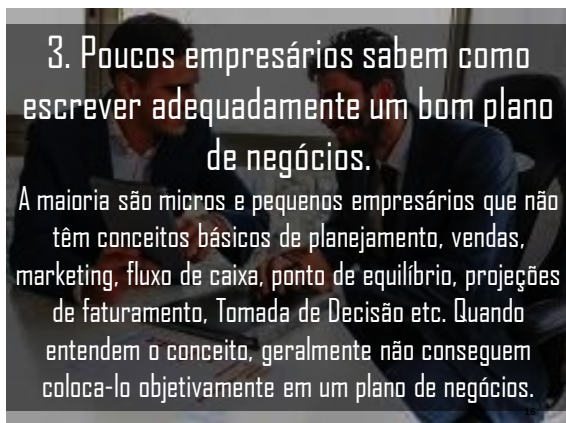 3. Poucos empresários sabem como
escrever adequadamente um bom plano
de negócios.
A maioria são micros e pequenos empresários que não
têm conceitos básicos de planejamento, vendas,
marketing, fluxo de caixa, ponto de equilíbrio, projeções
de faturamento, Tomada de Decisão etc. Quando
entendem o conceito, geralmente não conseguem
coloca-lo objetivamente em um plano de negócios.
16